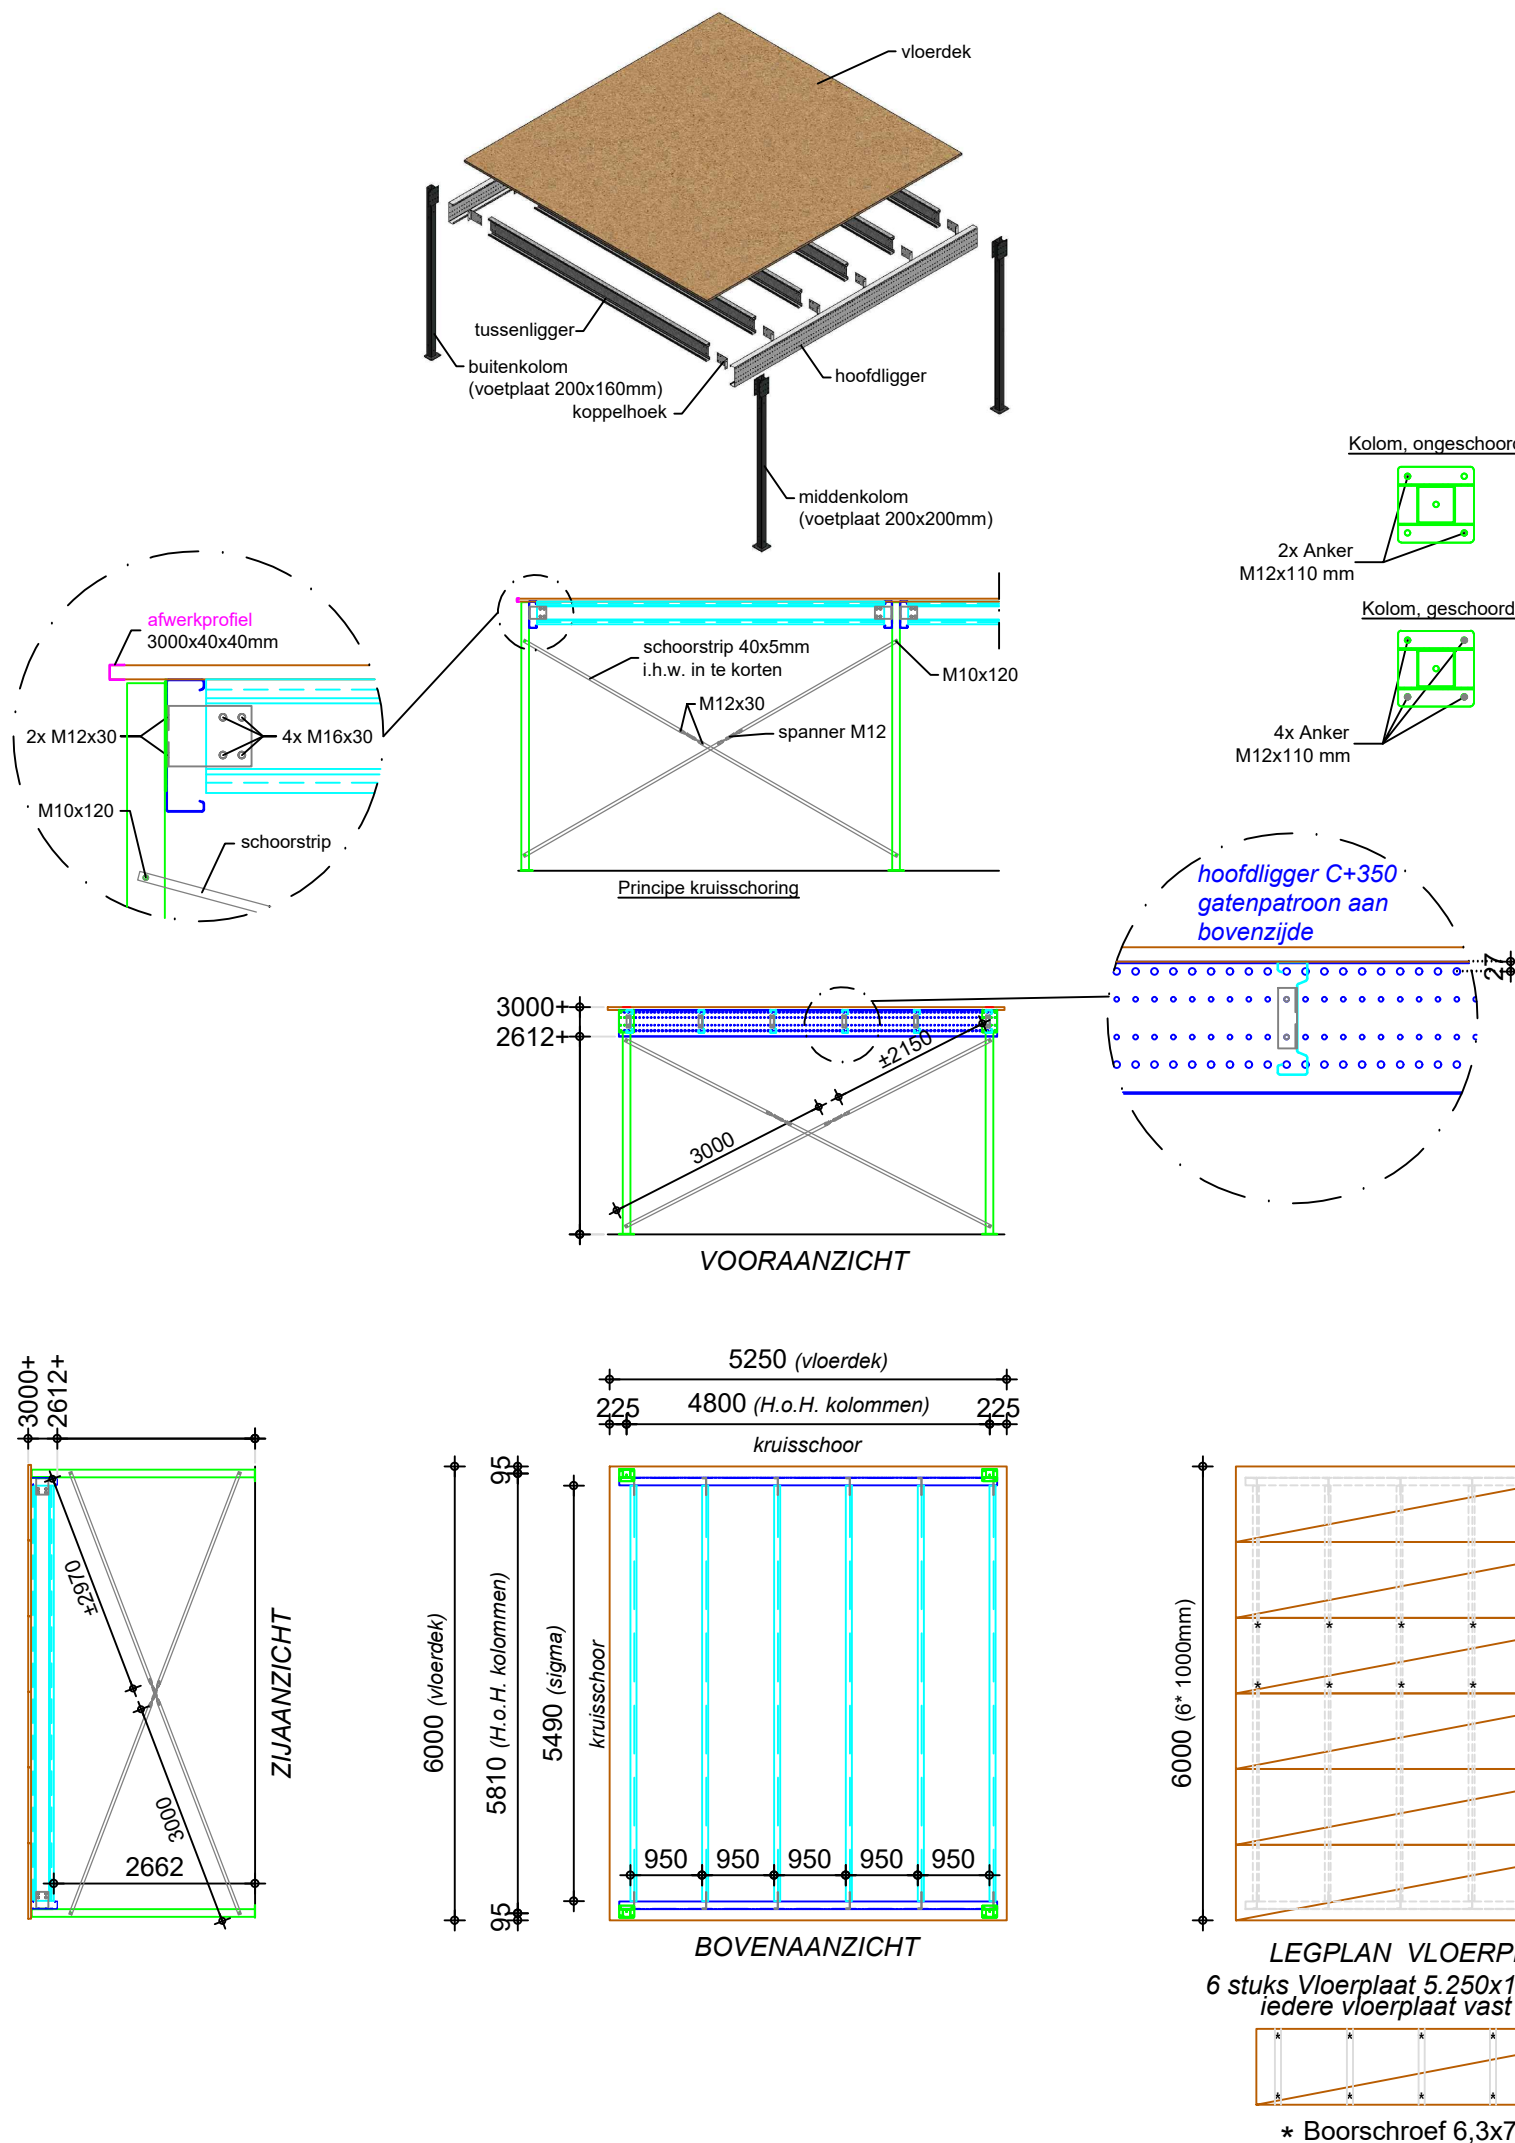 vloerdek
tussenligger
buitenkolom
(voetplaat 200x160mm)
koppelhoek
hoofdligger
middenkolom
(voetplaat 200x200mm)
Kolom, ongeschoord
2x Anker
M12x110 mm
Kolom, geschoord
4x Anker
M12x110 mm
afwerkprofiel
3000x40x40mm
2x M12x30
4x M16x30
M10x120
schoorstrip
schoorstrip 40x5mm
i.h.w. in te korten
M12x30
spanner M12
M10x120
Principe kruisschoring
hoofdligger C+350
gatenpatroon aan
bovenzijde
27
3000+
2612+
±2150
3000
VOORAANZICHT
3000+
2612+
±2970
3000
2662
ZIJAANZICHT
5250 (vloerdek)
225
4800 (H.o.H. kolommen)
225
kruisschoor
95
6000 (vloerdek)
5810 (H.o.H. kolommen)
5490 (sigma)
kruisschoor
950
950
950
950
950
95
BOVENAANZICHT
6000 (6* 1000mm)
LEGPLAN VLOERP
6 stuks Vloerplaat 5.250x1
iedere vloerplaat vast
* Boorschroef 6,3x7